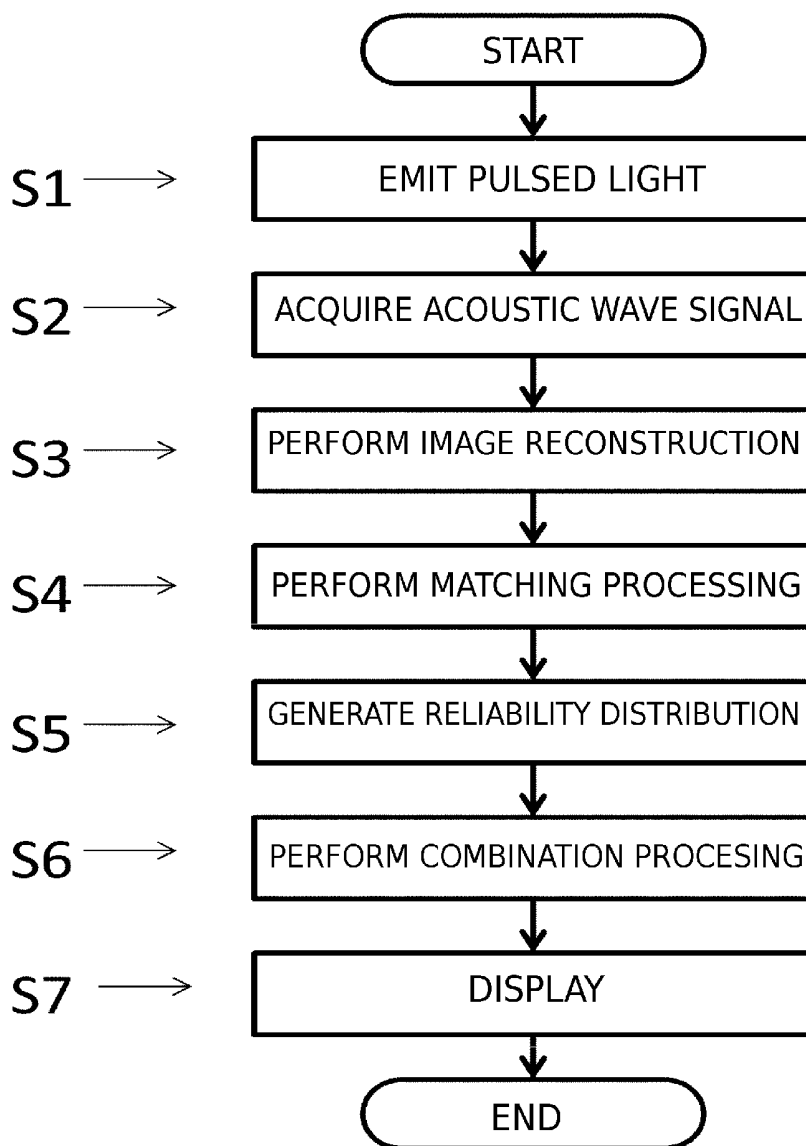 START
S1 EMIT PULSED LIGHT
S2 ACQUIRE ACOUSTIC WAVE SIGNAL
S3 PERFORM IMAGE RECONSTRUCTION
S4 PERFORM MATCHING PROCESSING
S5 GENERATE RELIABILITY DISTRIBUTION
S6 PERFORM COMBINATION PROCESING
S7 DISPLAY
END